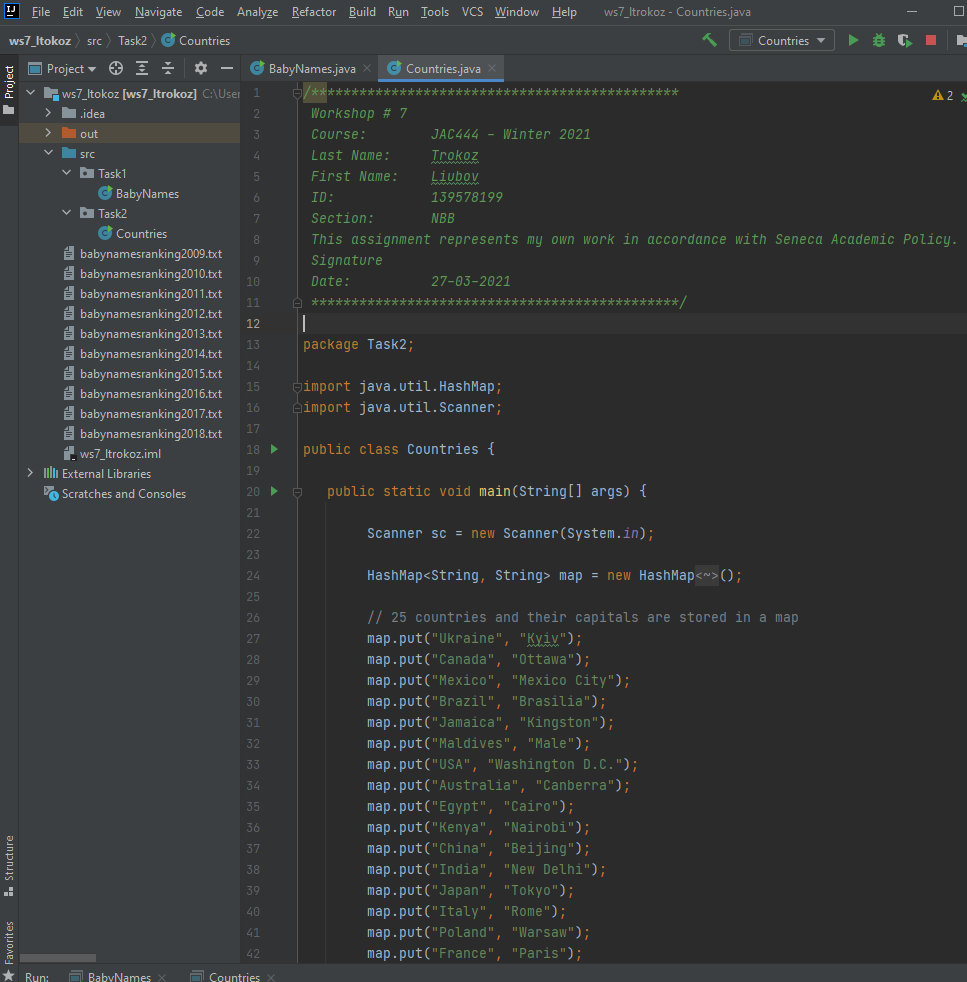 File Edit View Navigate Code Analyze Refactor Build Run Tools VCS Window Help ws7_ltokoz - Countries.java
ws7_ltokoz src Task2 Countries
Countries
Project
BabyNames.java
Countries.java
Project
Structure
Favorites
ws7_ltokoz [ws7_ltrokoz] C:\User
.idea
out
src
Task1
BabyNames
Task2
Countries
babynamesranking2009.txt
babynamesranking2010.txt
babynamesranking2011.txt
babynamesranking2012.txt
babynamesranking2013.txt
babynamesranking2014.txt
babynamesranking2015.txt
babynamesranking2016.txt
babynamesranking2017.txt
babynamesranking2018.txt
ws7_ltrokoz.iml
External Libraries
Scratches and Consoles
2
1 /**********************************************
2 Workshop # 7
3 Course: JAC444 - Winter 2021
4 Last Name: Trokoz
5 First Name: Liubov
6 ID: 139578199
7 Section: NBB
8 This assignment represents my own work in accordance with Seneca Academic Policy.
9 Signature
10 Date: 27-03-2021
11 **********************************************/
12
13 package Task2;
14
15 import java.util.HashMap;
16 import java.util.Scanner;
17
18 public class Countries {
19
20 public static void main(String[] args) {
21
22 Scanner sc = new Scanner(System.in);
23
24 HashMap<String, String> map = new HashMap<~>();
25
26 // 25 countries and their capitals are stored in a map
27 map.put("Ukraine", "Kyiv");
28 map.put("Canada", "Ottawa");
29 map.put("Mexico", "Mexico City");
30 map.put("Brazil", "Brasilia");
31 map.put("Jamaica", "Kingston");
32 map.put("Maldives", "Male");
33 map.put("USA", "Washington D.C.");
34 map.put("Australia", "Canberra");
35 map.put("Egypt", "Cairo");
36 map.put("Kenya", "Nairobi");
37 map.put("China", "Beijing");
38 map.put("India", "New Delhi");
39 map.put("Japan", "Tokyo");
40 map.put("Italy", "Rome");
41 map.put("Poland", "Warsaw");
42 map.put("France", "Paris");
Run: BabyNames Countries